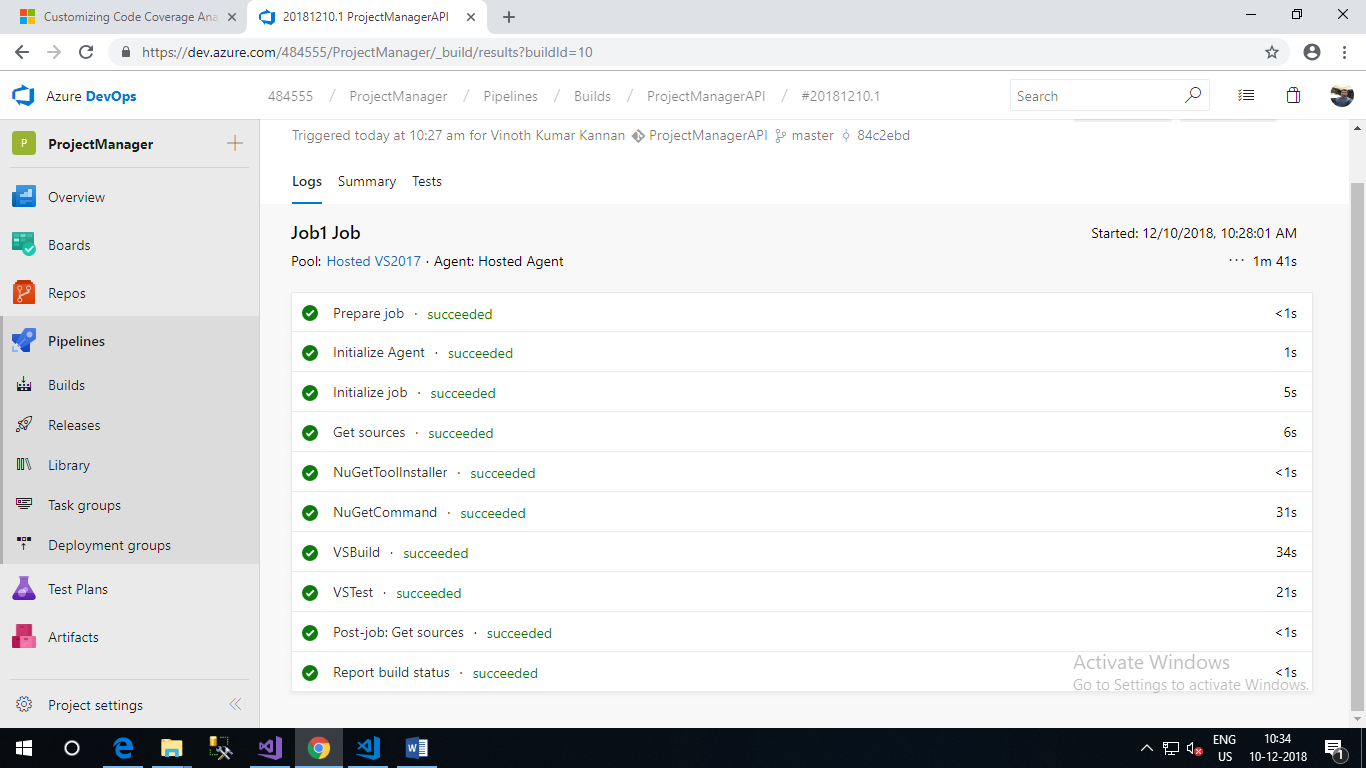 Customizing Code Coverage Ana
20181210.1 ProjectManagerAPI
https://dev.azure.com/484555/ProjectManager/_build/results?buildId=10
Azure DevOps
484555 / ProjectManager / Pipelines / Builds / ProjectManagerAPI / #20181210.1
Search
P ProjectManager
Overview
Boards
Repos
Pipelines
Builds
Releases
Library
Task groups
Deployment groups
Test Plans
Artifacts
Project settings
Triggered today at 10:27 am for Vinoth Kumar Kannan ProjectManagerAPI master 84c2ebd
Logs Summary Tests
Job1 Job
Started: 12/10/2018, 10:28:01 AM
Pool: Hosted VS2017 · Agent: Hosted Agent
··· 1m 41s
Prepare job · succeeded <1s
Initialize Agent · succeeded 1s
Initialize job · succeeded 5s
Get sources · succeeded 6s
NuGetToolInstaller · succeeded <1s
NuGetCommand · succeeded 31s
VSBuild · succeeded 34s
VSTest · succeeded 21s
Post-job: Get sources · succeeded <1s
Report build status · succeeded <1s
Activate Windows
Go to Settings to activate Windows.
ENG
US
10:34
10-12-2018
1